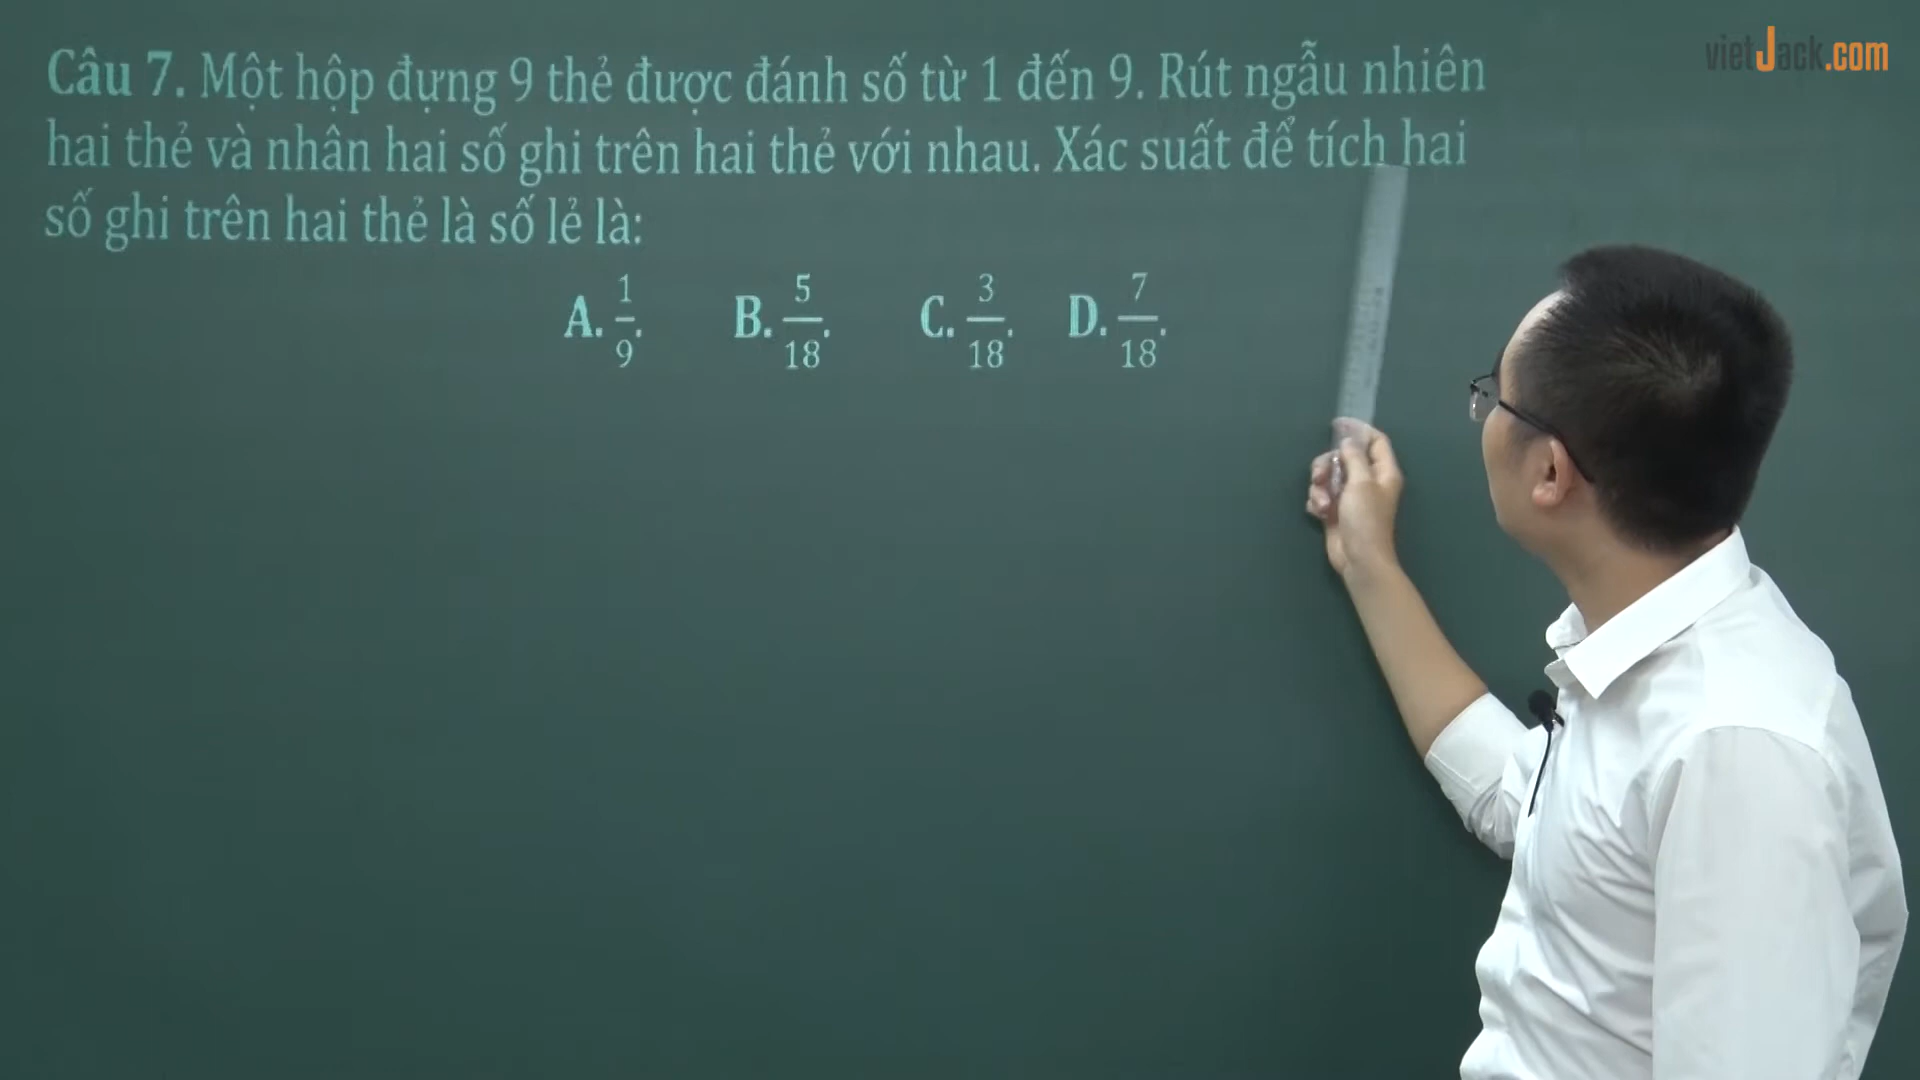 vietJack.com
Câu 7. Một hộp đựng 9 thẻ được đánh số từ 1 đến 9. Rút ngẫu nhiên
hai thẻ và nhân hai số ghi trên hai thẻ với nhau. Xác suất để tích hai
số ghi trên hai thẻ là số lẻ là:
A. 1/9. B. 5/18. C. 3/18. D. 7/18.